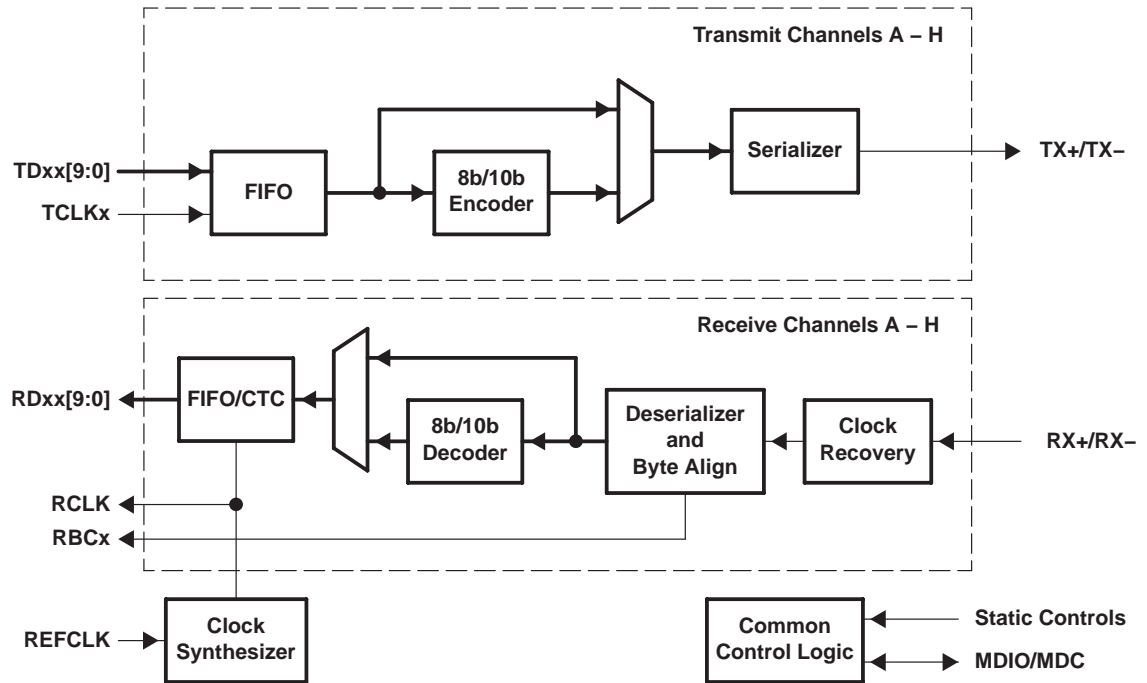 Transmit Channels A – H
TDxx[9:0]
TCLKx
FIFO
8b/10b
Encoder
Serializer
TX+/TX–
Receive Channels A – H
RDxx[9:0]
FIFO/CTC
8b/10b
Decoder
Deserializer
and
Byte Align
Clock
Recovery
RX+/RX–
RCLK
RBCx
REFCLK
Clock
Synthesizer
Common
Control Logic
Static Controls
MDIO/MDC